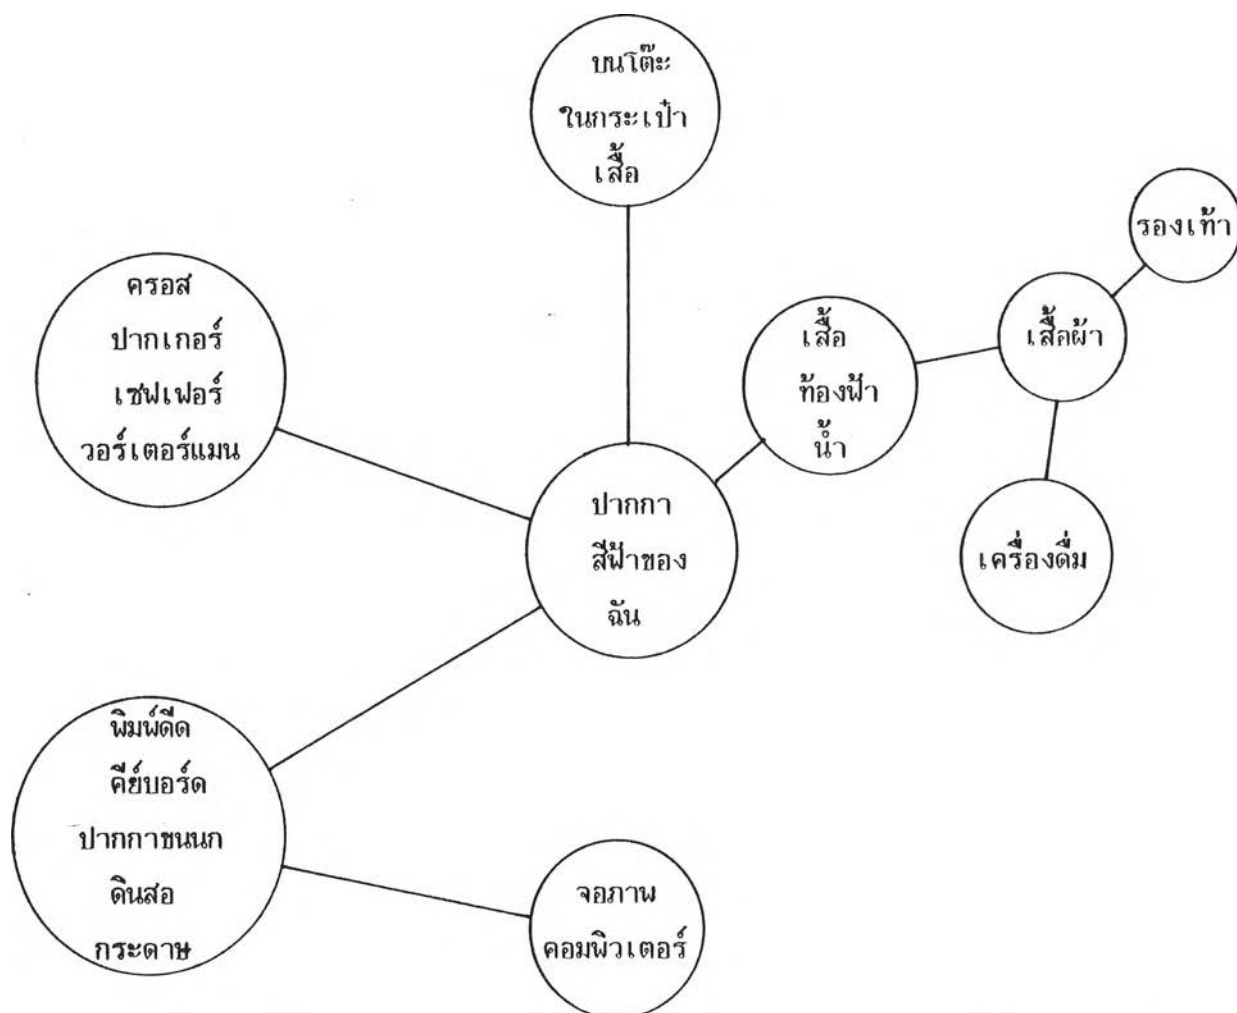 บนโต๊ะ
ในกระเป๋า
เสื้อ
รองเท้า
ครอส
ปากเกอร์
เชฟเฟอร์
วอร์เตอร์แมน
เสื้อ
ท้องฟ้า
น้ำ
เสื้อผ้า
ปากกา
สีฟ้าของ
ฉัน
เครื่องดื่ม
พิมพ์ดีด
คีย์บอร์ด
ปากกาขนนก
ดินสอ
กระดาษ
จอภาพ
คอมพิวเตอร์